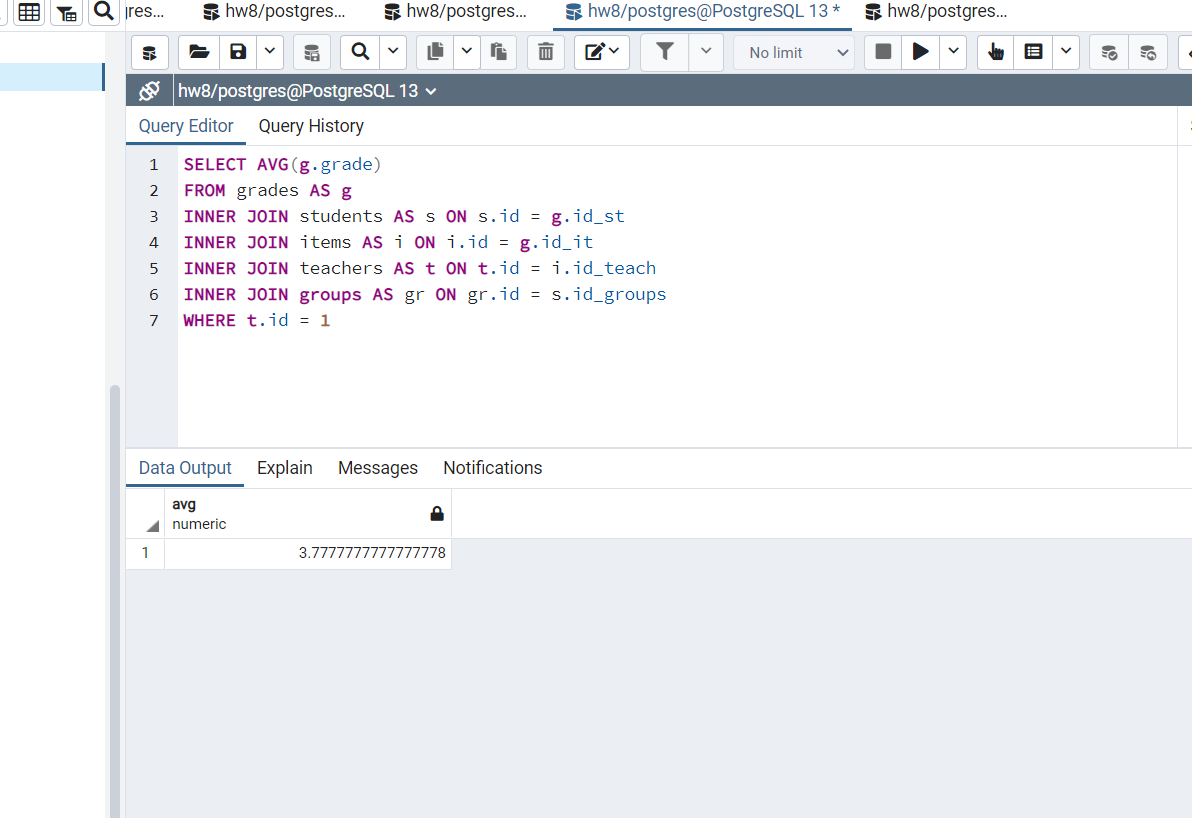 jres...
hw8/postgres...
hw8/postgres...
hw8/postgres@PostgreSQL 13 *
hw8/postgres...
No limit
hw8/postgres@PostgreSQL 13
Query Editor
Query History
1 SELECT AVG(g.grade)
2 FROM grades AS g
3 INNER JOIN students AS s ON s.id = g.id_st
4 INNER JOIN items AS i ON i.id = g.id_it
5 INNER JOIN teachers AS t ON t.id = i.id_teach
6 INNER JOIN groups AS gr ON gr.id = s.id_groups
7 WHERE t.id = 1
Data Output
Explain
Messages
Notifications
avg
numeric
1 3.7777777777777778